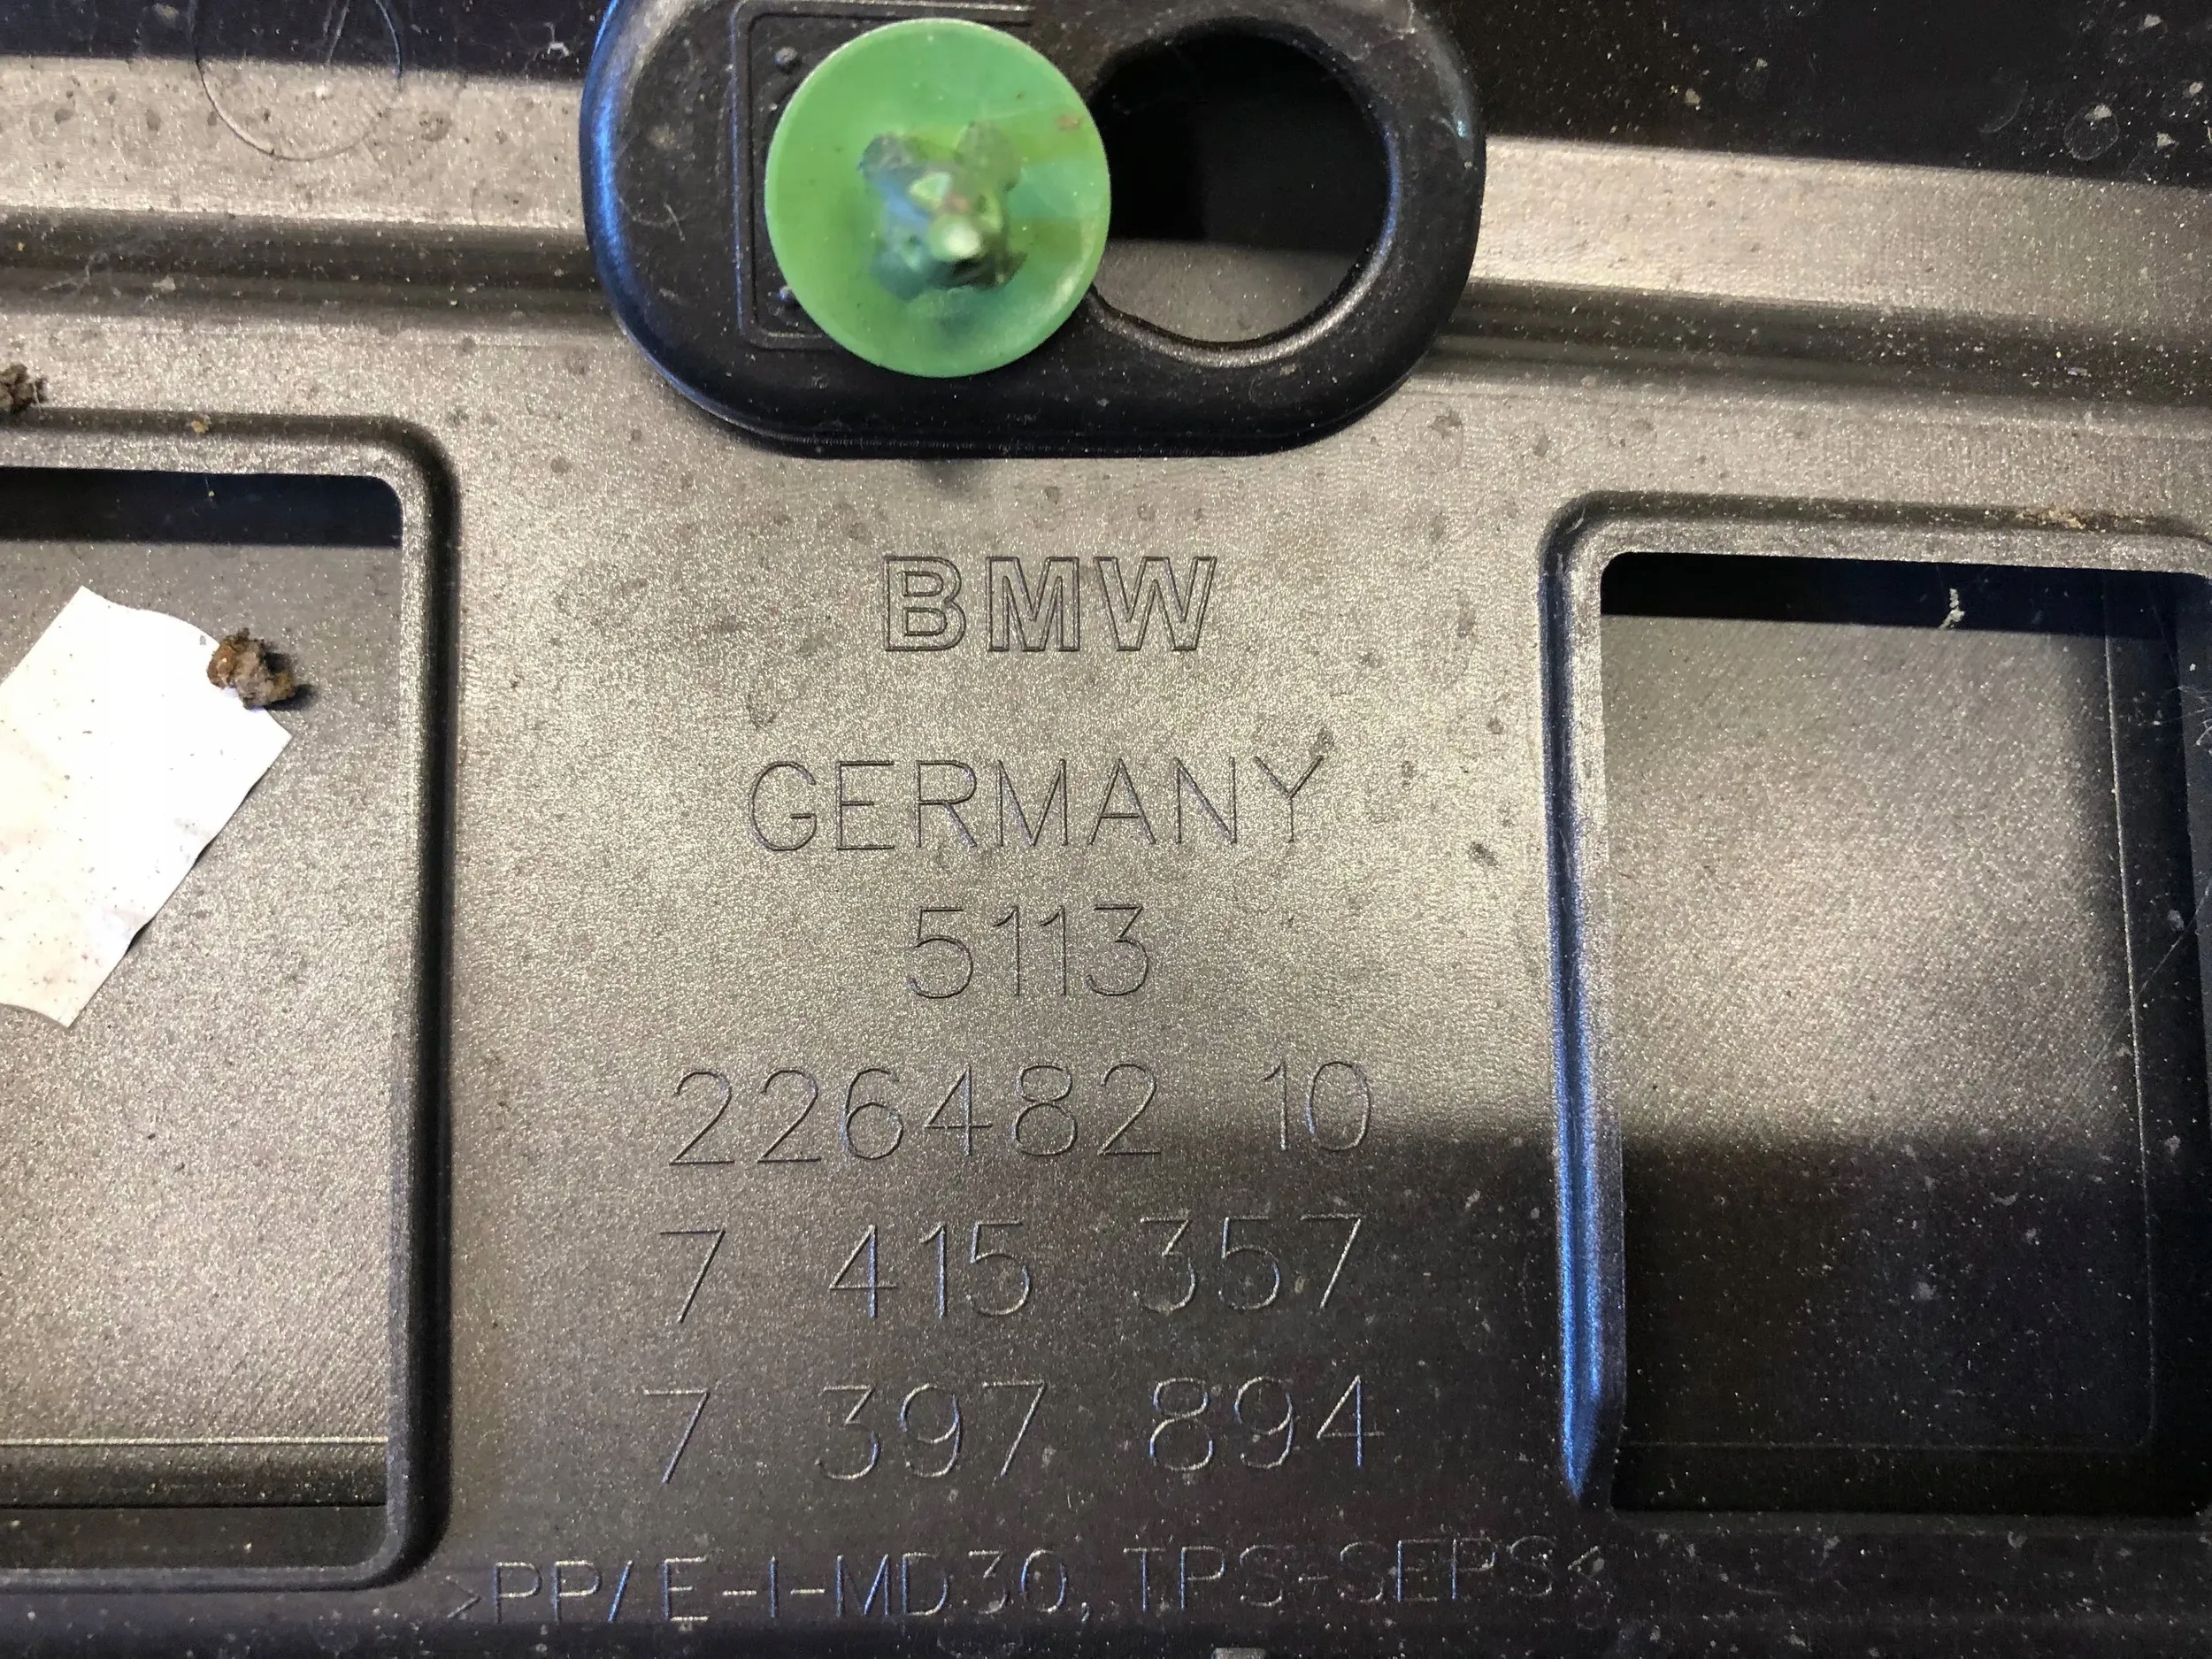 BMW
GERMANY
5113
226482 10
7 415 357
7 397 894
>PP/E-I-MD30, TPS-SEPS<